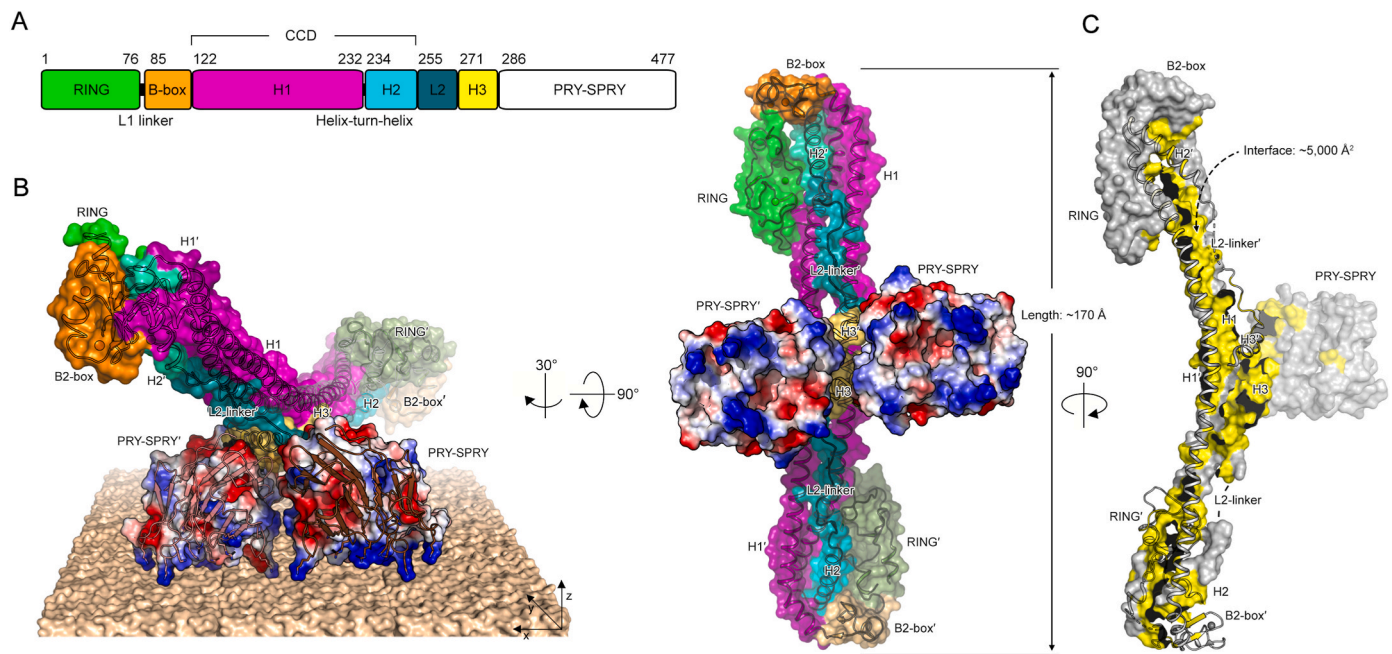 A
CCD
1 76 85 122 232 234 255 271 286 477
RING B-box H1 H2 L2 H3 PRY-SPRY
L1 linker Helix-turn-helix
B
RING
H1'
B2-box
H2'
H1
RING'
'L2-linker'
H3'
H2
B2-box'
PRY-SPRY'
PRY-SPRY
z
y
x
30°
90°
B2-box
H2'
H1
RING
L2-linker'
PRY-SPRY
PRY-SPRY'
H3'
H3
L2-linker
H1'
RING'
H2
B2-box'
Length: ~170 Å
90°
C
B2-box
H2'
Interface: ~5,000 Å²
RING
L2-linker'
PRY-SPRY
H1
H3'
H1'
H3
L2-linker
RING'
H2
B2-box'